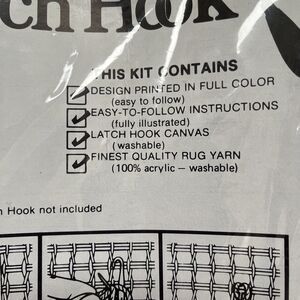 ch Hook
THIS KIT CONTAINS
DESIGN PRINTED IN FULL COLOR
(easy to follow)
EASY-TO-FOLLOW INSTRUCTIONS
(fully illustrated)
LATCH HOOK CANVAS
(washable)
FINEST QUALITY RUG YARN
(100% acrylic – washable)
h Hook not included